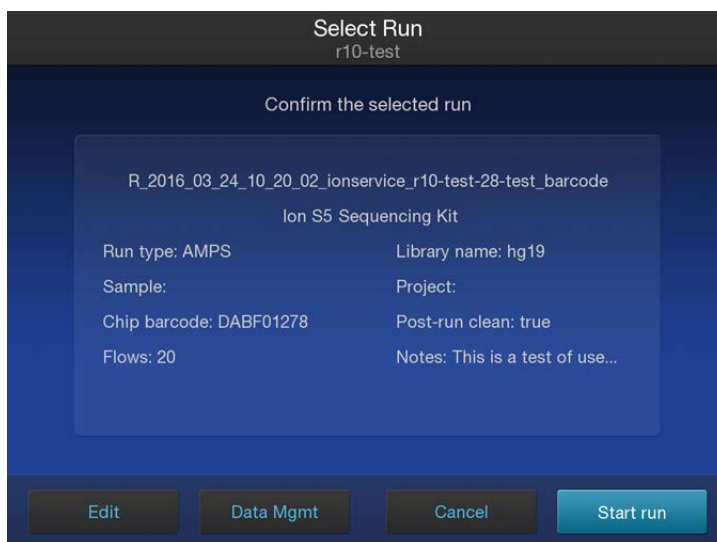 Select Run
r10-test
Confirm the selected run
R_2016_03_24_10_20_02_ionservice_r10-test-28-test_barcode
Ion S5 Sequencing Kit
Run type: AMPS
Library name: hg19
Sample:
Project:
Chip barcode: DABF01278
Post-run clean: true
Flows: 20
Notes: This is a test of use...
Edit
Data Mgmt
Cancel
Start run